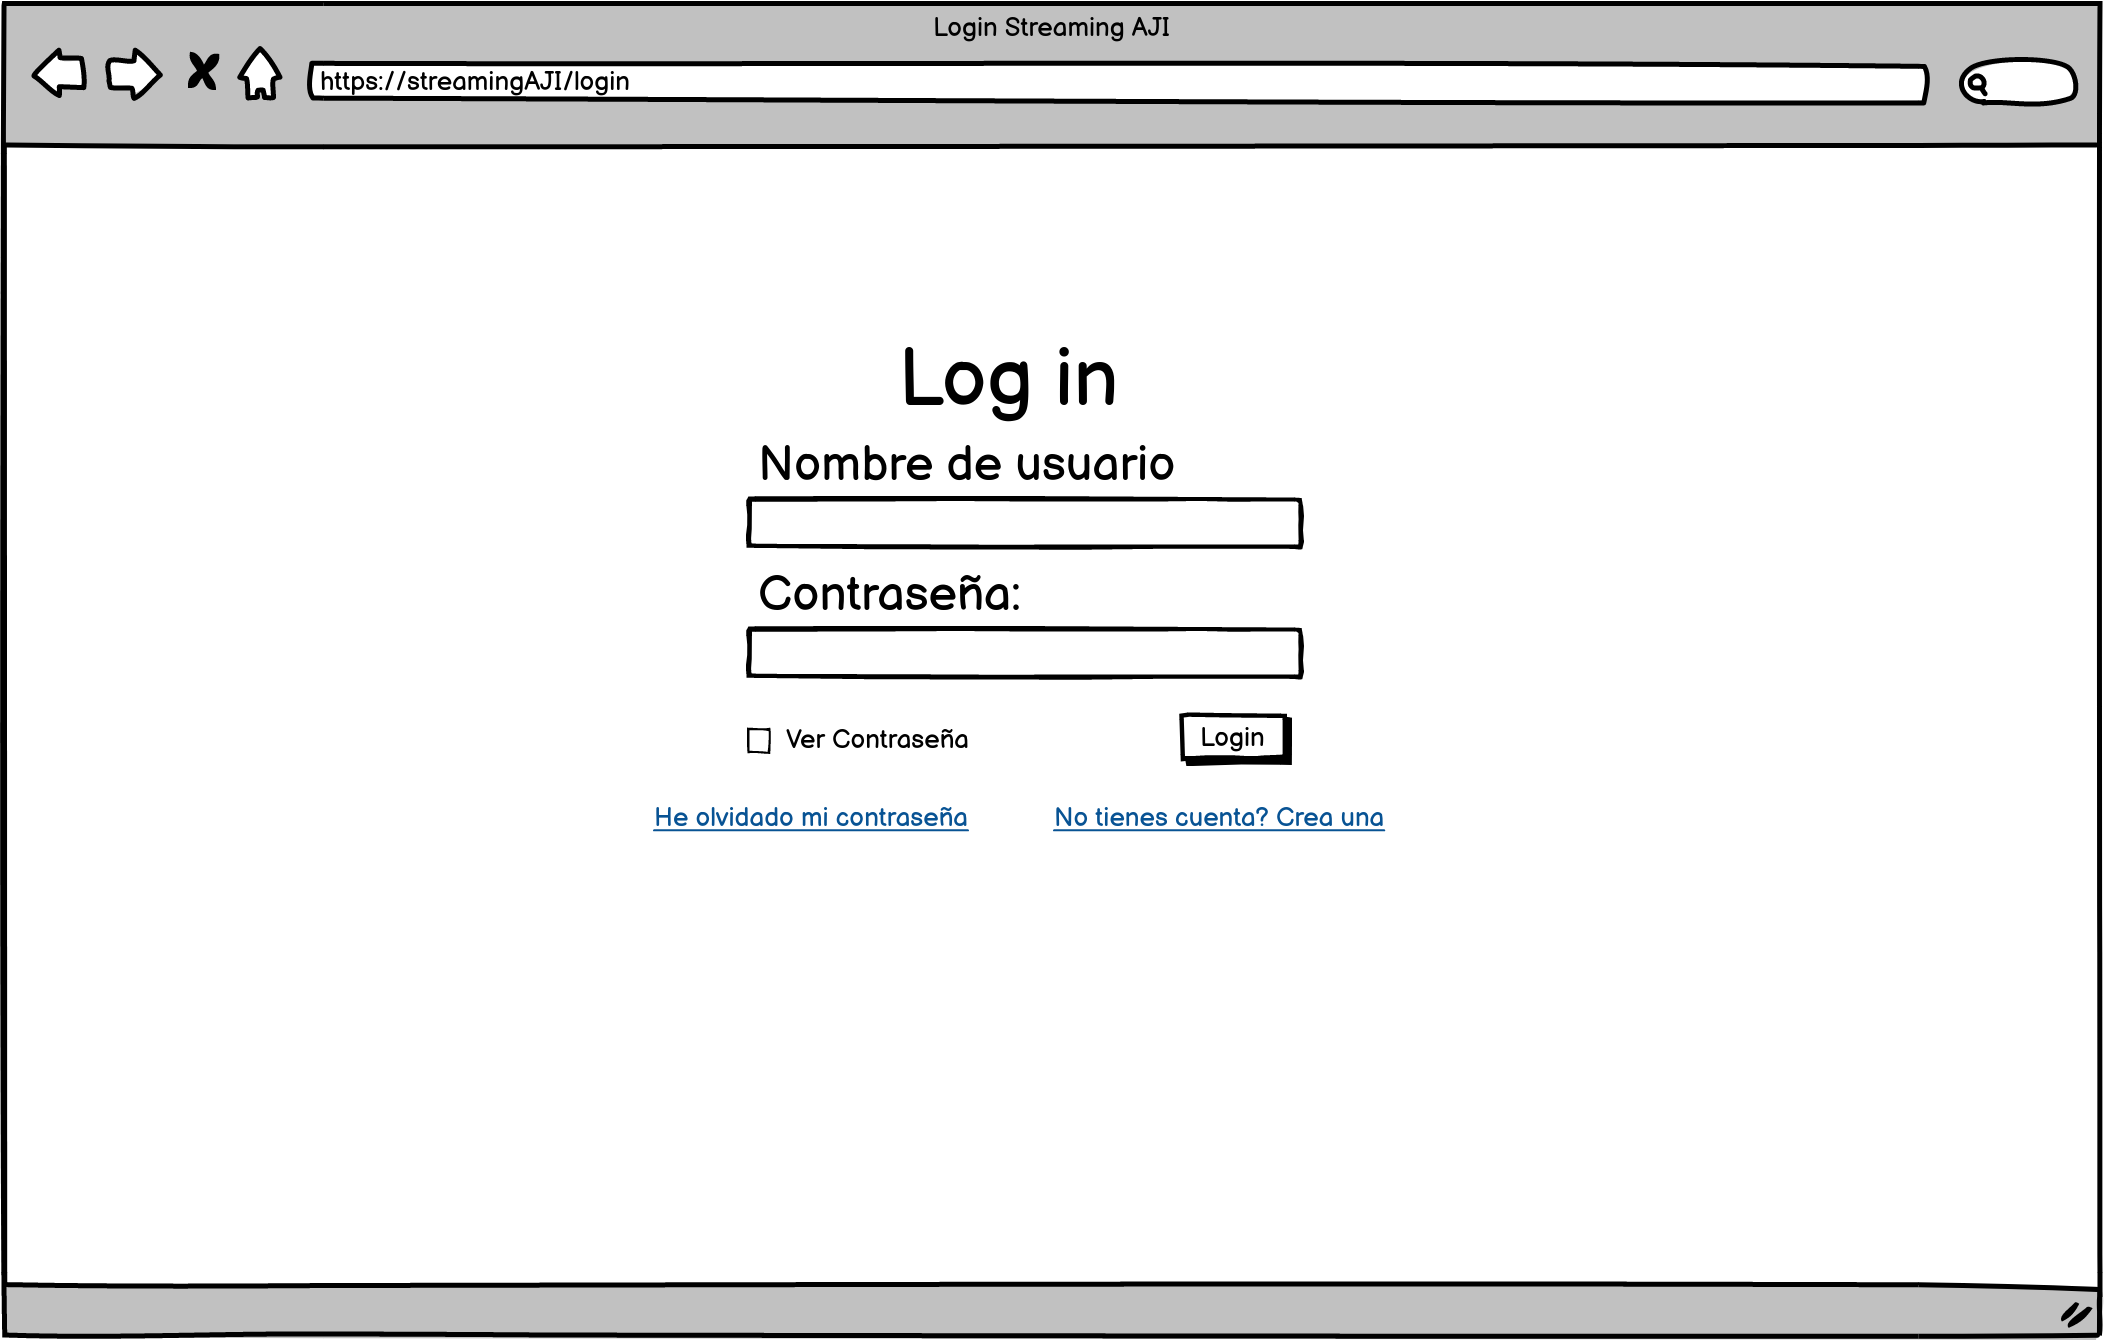 Login Streaming AJI
https://streamingAJI/login
Log in
Nombre de usuario
Contraseña:
Ver Contraseña
Login
He olvidado mi contraseña
No tienes cuenta? Crea una